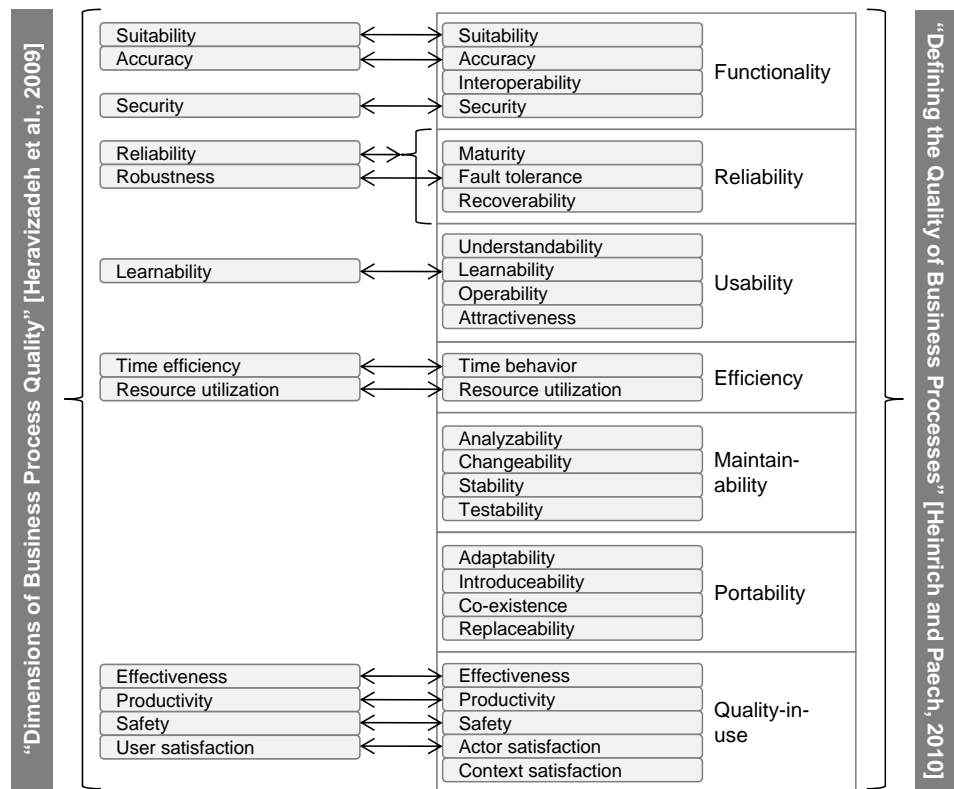 “Dimensions of Business Process Quality” [Heravizadeh et al., 2009]
Suitability
Accuracy
Security
Reliability
Robustness
Learnability
Time efficiency
Resource utilization
Effectiveness
Productivity
Safety
User satisfaction
Suitability
Accuracy
Interoperability
Security
Functionality
Maturity
Fault tolerance
Recoverability
Reliability
Understandability
Learnability
Operability
Attractiveness
Usability
Time behavior
Resource utilization
Efficiency
Analyzability
Changeability
Stability
Testability
Maintain-
ability
Adaptability
Introduceability
Co-existence
Replaceability
Portability
Effectiveness
Productivity
Safety
Actor satisfaction
Context satisfaction
Quality-in-
use
“Defining the Quality of Business Processes” [Heinrich and Paech, 2010]